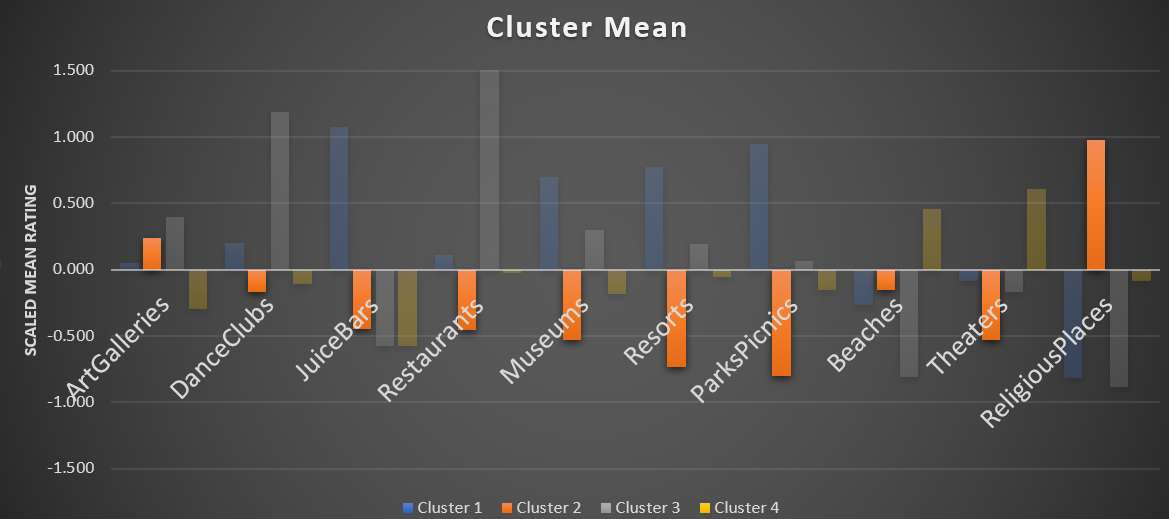 Cluster Mean
SCALED MEAN RATING
1.500
1.000
0.500
0.000
-0.500
-1.000
-1.500
ArtGalleries
DanceClubs
JuiceBars
Restaurants
Museums
Resorts
ParksPicnics
Beaches
Theaters
ReligiousPlaces
Cluster 1 Cluster 2 Cluster 3 Cluster 4